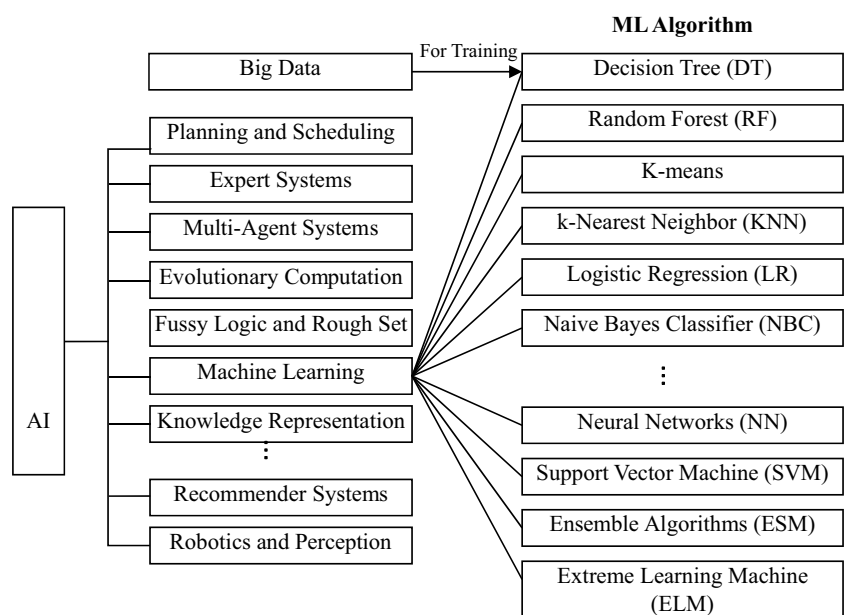 ML Algorithm
For Training
Big Data
Decision Tree (DT)
Planning and Scheduling
Random Forest (RF)
Expert Systems
K-means
Multi-Agent Systems
k-Nearest Neighbor (KNN)
Evolutionary Computation
Logistic Regression (LR)
Fussy Logic and Rough Set
Naive Bayes Classifier (NBC)
Machine Learning
⋮
AI
Knowledge Representation
Neural Networks (NN)
⋮
Support Vector Machine (SVM)
Recommender Systems
Ensemble Algorithms (ESM)
Robotics and Perception
Extreme Learning Machine
(ELM)